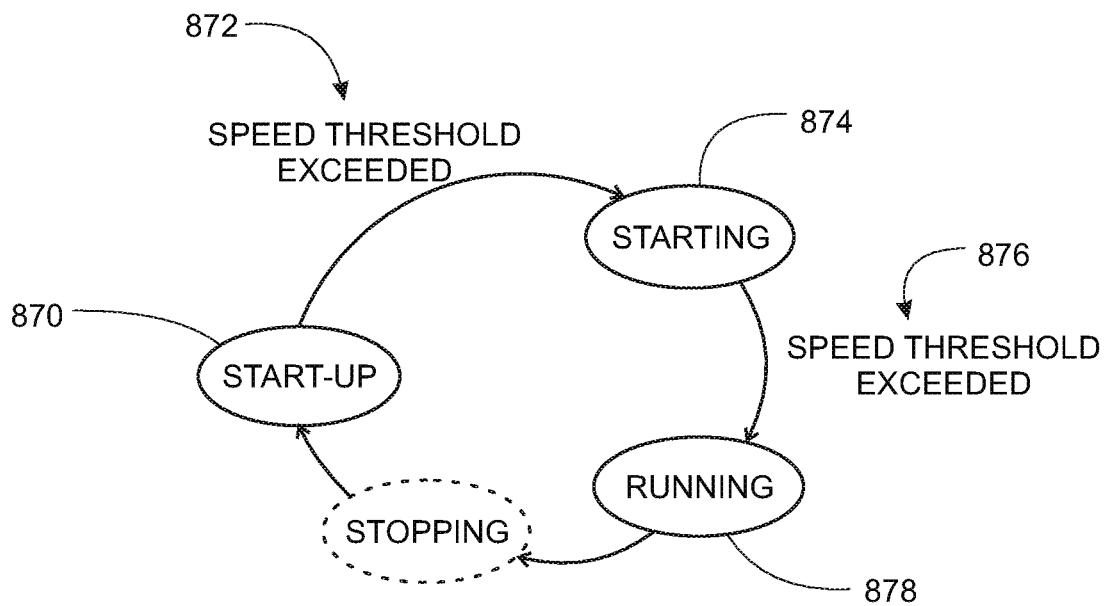 872
SPEED THRESHOLD
EXCEEDED
874
STARTING
876
870
SPEED THRESHOLD
EXCEEDED
START-UP
RUNNING
STOPPING
878